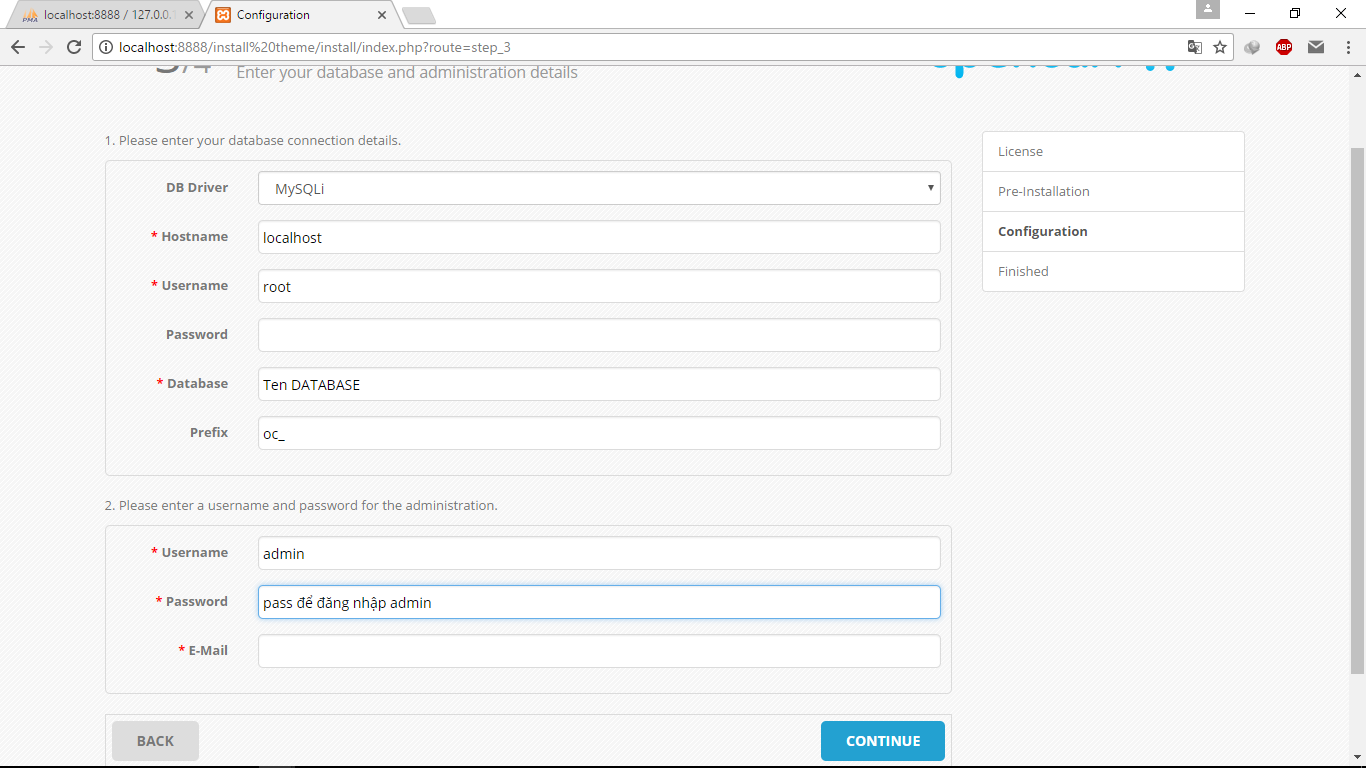 localhost:8888 / 127.0.0.
Configuration
localhost:8888/install%20theme/install/index.php?route=step_3
ABP
Enter your database and administration details
1. Please enter your database connection details.
License
DB Driver MySQLi
Pre-Installation
* Hostname localhost
Configuration
Finished
* Username root
Password
* Database Ten DATABASE
Prefix oc_
2. Please enter a username and password for the administration.
* Username admin
* Password pass để đăng nhập admin
* E-Mail
BACK CONTINUE